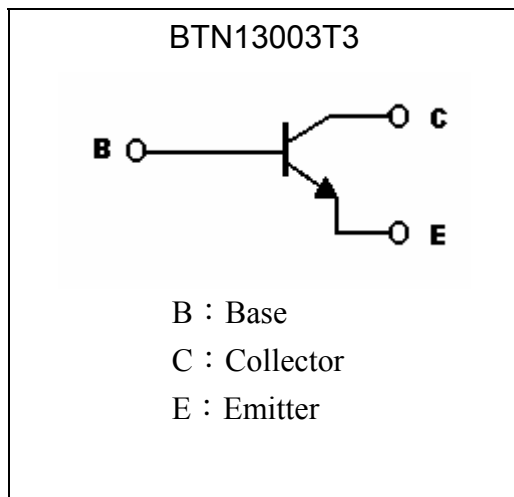 BTN13003T3
C
B
E
B：Base
C：Collector
E：Emitter